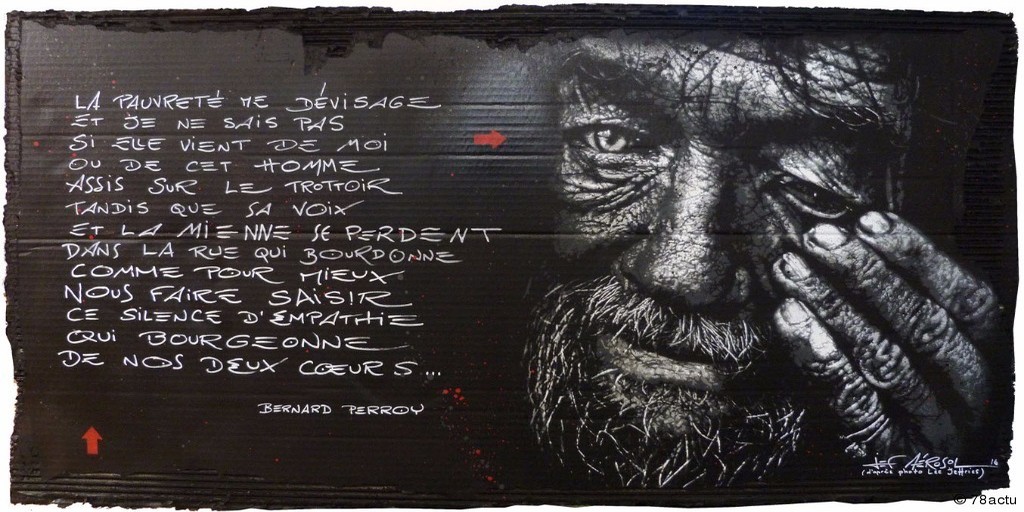 LA PAUVRETÉ ME DÉVISAGE
ET JE NE SAIS PAS
SI ELLE VIENT DE MOI
OU DE CET HOMME
ASSIS SUR LE TROTTOIR
TANDIS QUE SA VOIX
ET LA MIENNE SE PERDENT
DANS LA RUE QUI BOURDONNE
COMME POUR MIEUX
NOUS FAIRE SAISIR
CE SILENCE D'EMPATHIE
QUI BOURGEONNE
DE NOS DEUX CŒURS...
BERNARD PERROY
JEF AEROSOL 16
(d'après photo Lee Jeffries)
© 78actu